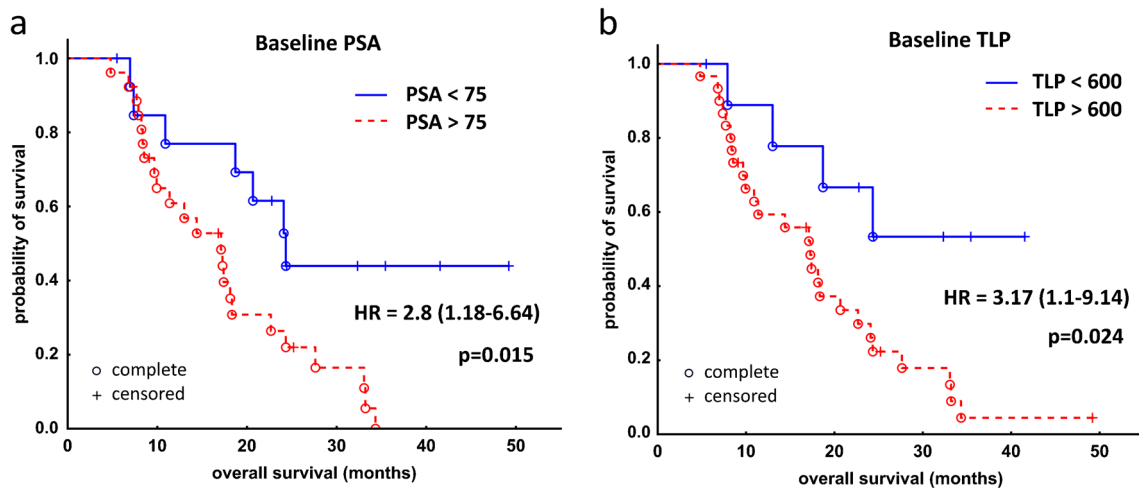 a
Baseline PSA
1.0
0.8
0.6
0.4
0.2
0.0
probability of survival
PSA < 75
PSA > 75
HR = 2.8 (1.18-6.64)
p=0.015
complete
censored
0 10 20 30 40 50
overall survival (months)
b
Baseline TLP
1.0
0.8
0.6
0.4
0.2
0.0
probability of survival
TLP < 600
TLP > 600
HR = 3.17 (1.1-9.14)
p=0.024
complete
censored
0 10 20 30 40 50
overall survival (months)